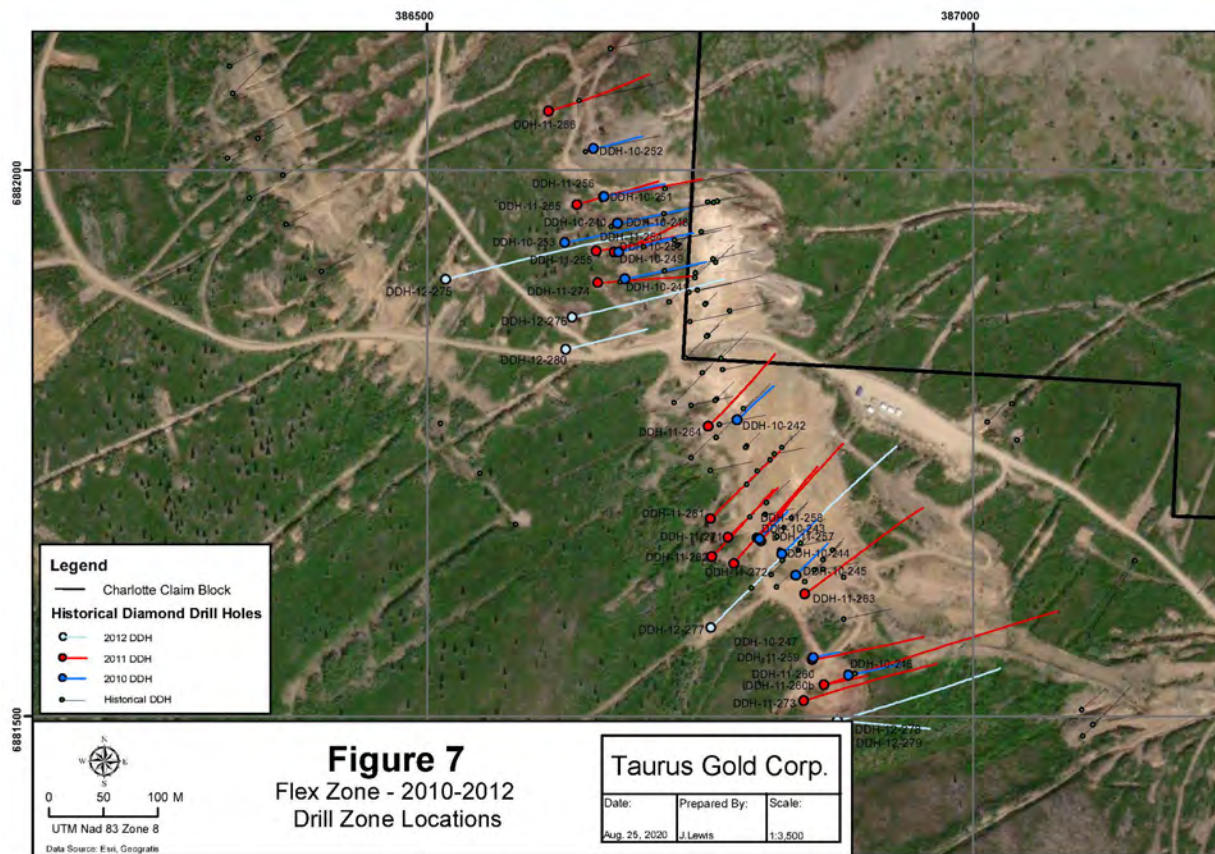 386500
387000
6882000
6881500
DDH-11-266
DDH-10-252
DDH-11-256
DDH-10-251
DDH-11-265
DDH-10-240
DDH-10-253
DDH-11-255
DDH-10-249
DDH-11-274
DDH-12-275
DDH-12-276
DDH-12-280
DDH-11-264
DDH-10-242
DDH-11-261
DDH-11-258
DDH-10-243
DDH-11-257
DDH-11-271
DDH-11-262
DDH-10-244
DDH-11-272
DDH-10-245
DDH-11-263
DDH-12-277
DDH-10-247
DDH-11-259
DDH-10-246
DDH-11-260
DDH-11-260b
DDH-11-273
DDH-12-278
DDH-12-279
Legend
Charlotte Claim Block
Historical Diamond Drill Holes
2012 DDH
2011 DDH
2010 DDH
Historical DDH
N
W E
S
0 50 100 M
UTM Nad 83 Zone 8
Data Source: Esri, Geogratis
Figure 7
Flex Zone - 2010-2012
Drill Zone Locations
Taurus Gold Corp.
Date: Prepared By: Scale:
Aug. 25, 2020 J.Lewis 1:3,500